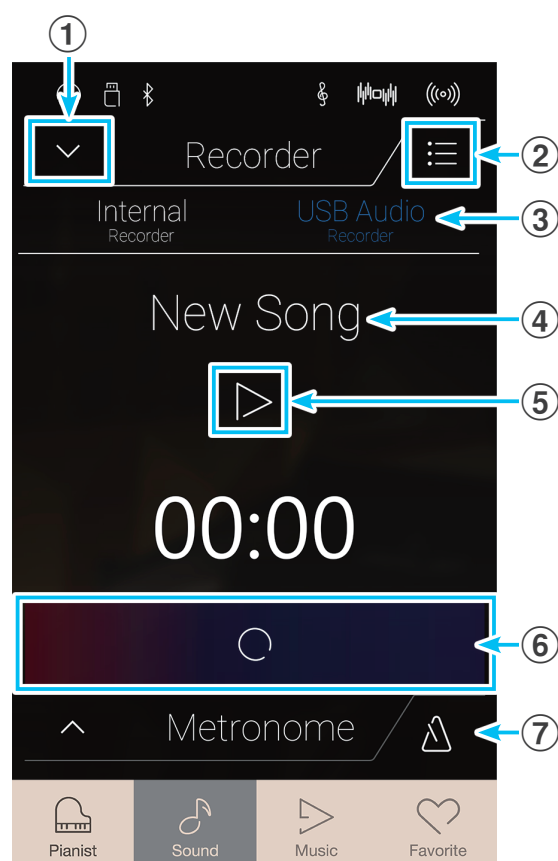 ①
Recorder
②
Internal
Recorder
USB Audio
Recorder
③
New Song
④
⑤
00:00
⑥
Metronome
⑦
Pianist
Sound
Music
Favorite